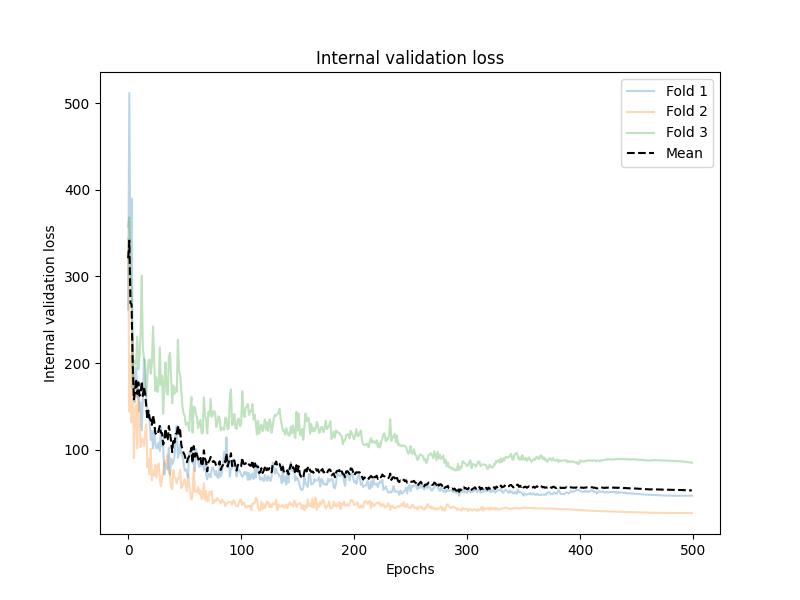 Internal validation loss
500
400
300
200
100
Internal validation loss
Fold 1
Fold 2
Fold 3
Mean
0
100
200
300
400
500
Epochs